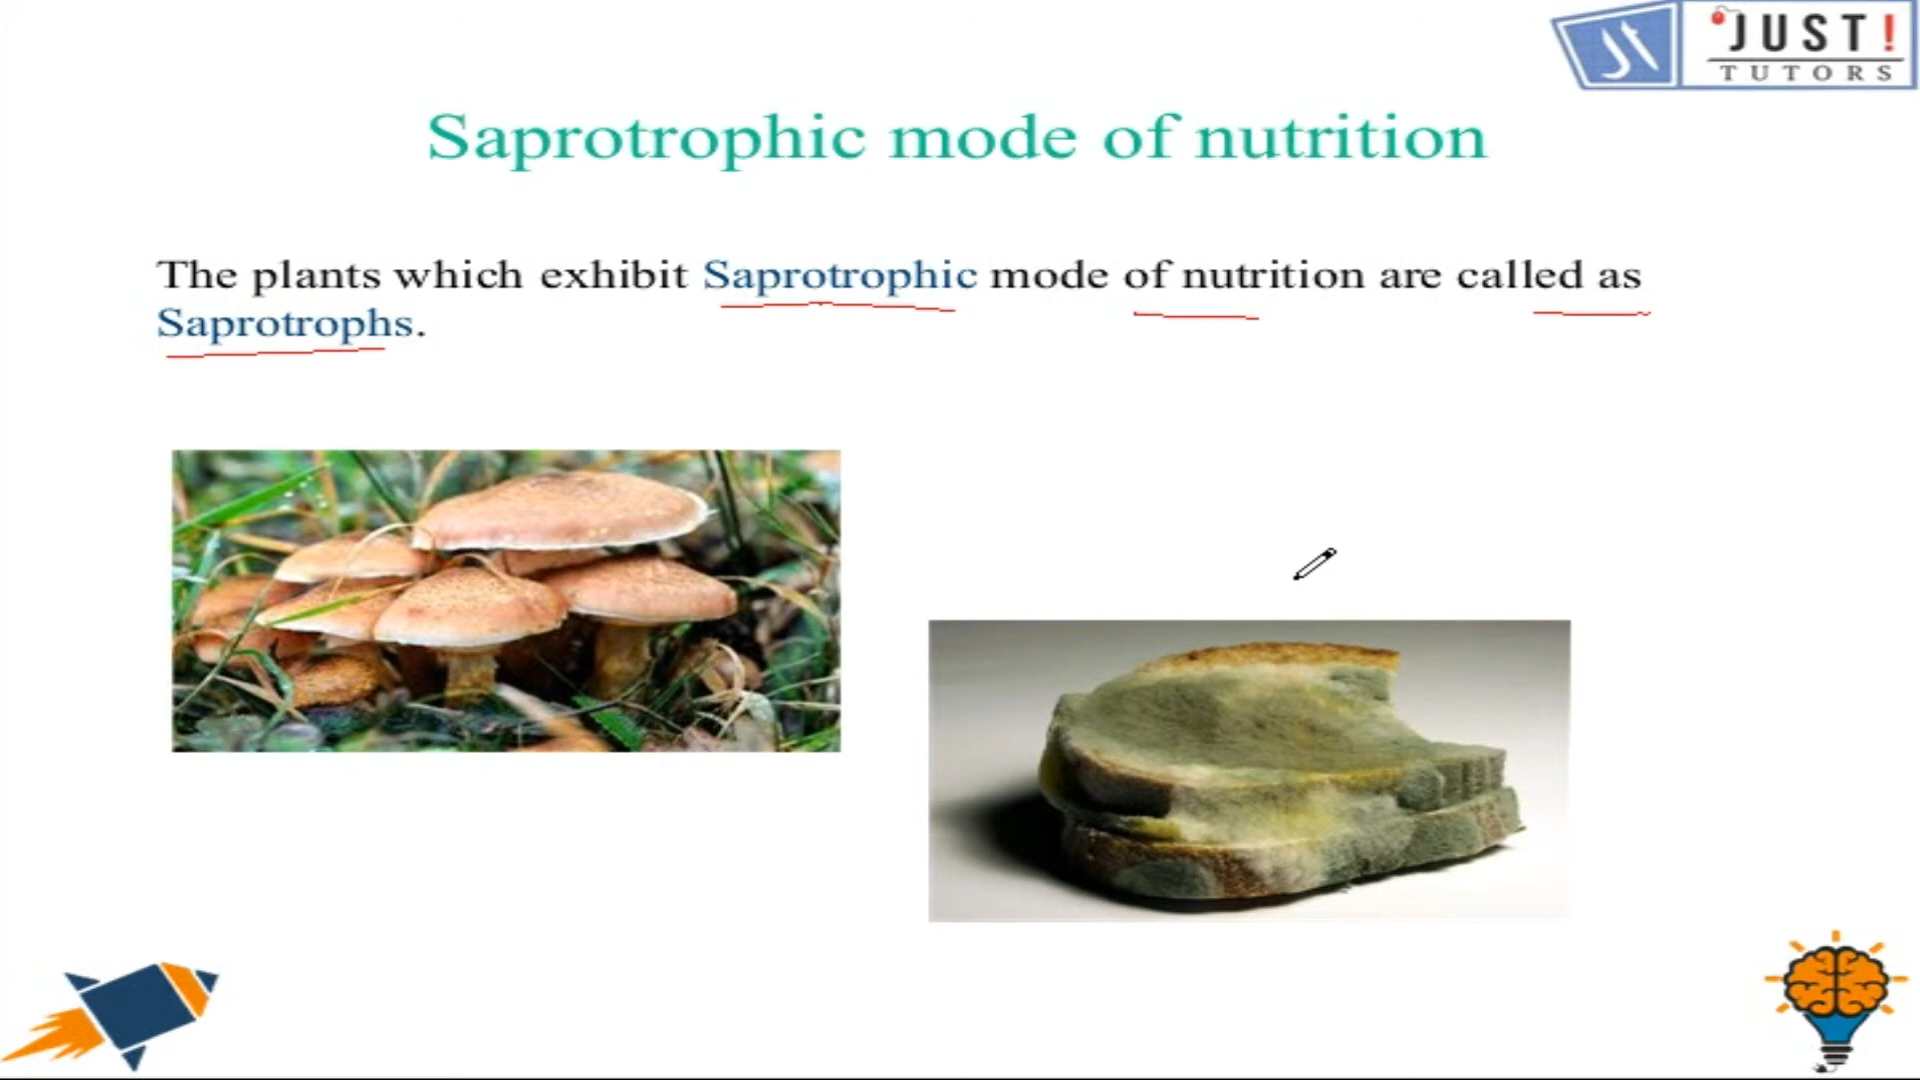 JUST!
TUTORS
Saprotrophic mode of nutrition
The plants which exhibit Saprotrophic mode of nutrition are called as
Saprotrophs.